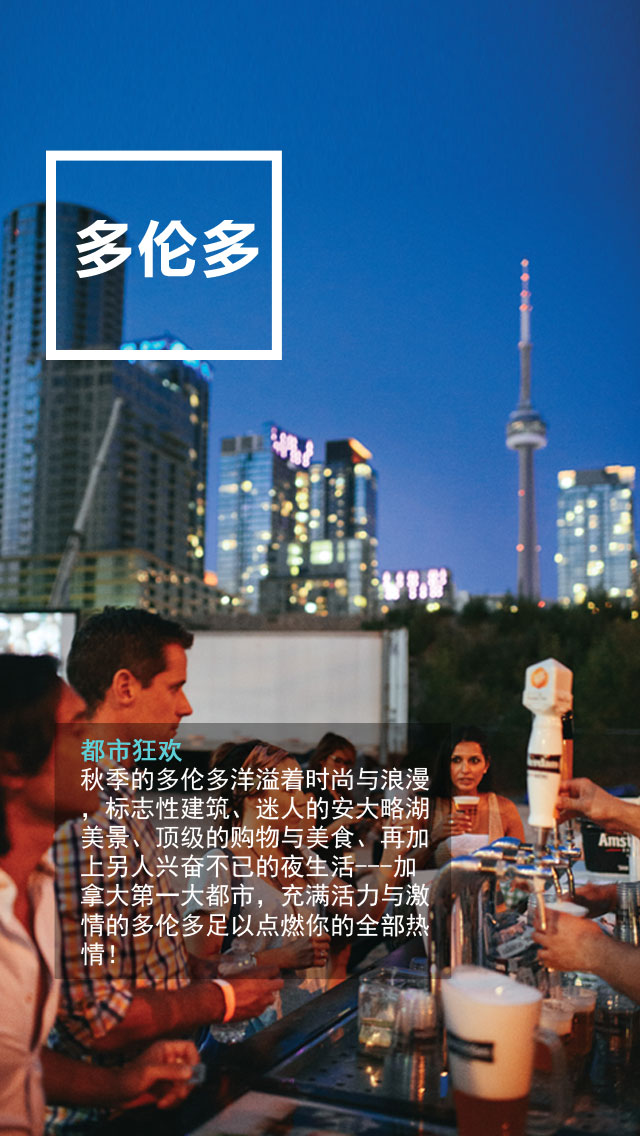 多伦多
都市狂欢
秋季的多伦多洋溢着时尚与浪漫
，标志性建筑、迷人的安大略湖
美景、顶级的购物与美食、再加
上另人兴奋不已的夜生活---加
拿大第一大都市，充满活力与激
情的多伦多足以点燃你的全部热
情！
Amst